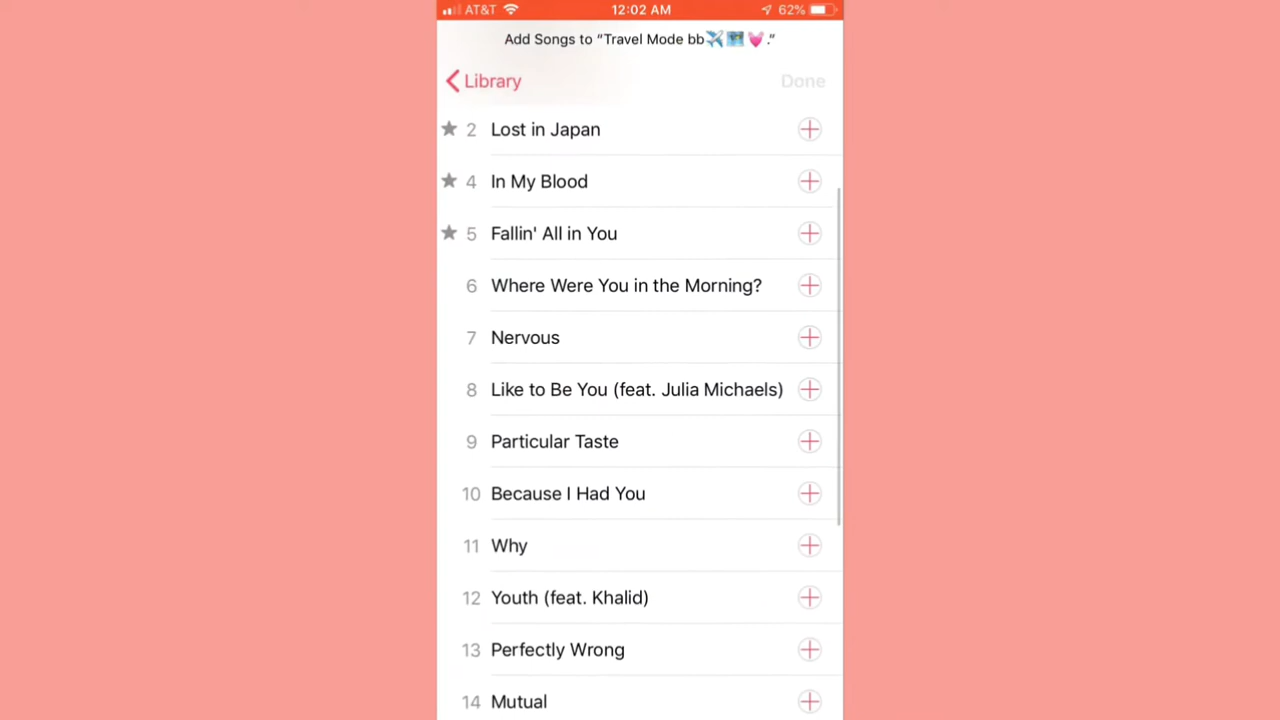 AT&T 12:02 AM 62%
Add Songs to “Travel Mode bb✈️🌃💓.”
Library Done
2 Lost in Japan
4 In My Blood
5 Fallin' All in You
6 Where Were You in the Morning?
7 Nervous
8 Like to Be You (feat. Julia Michaels)
9 Particular Taste
10 Because I Had You
11 Why
12 Youth (feat. Khalid)
13 Perfectly Wrong
14 Mutual